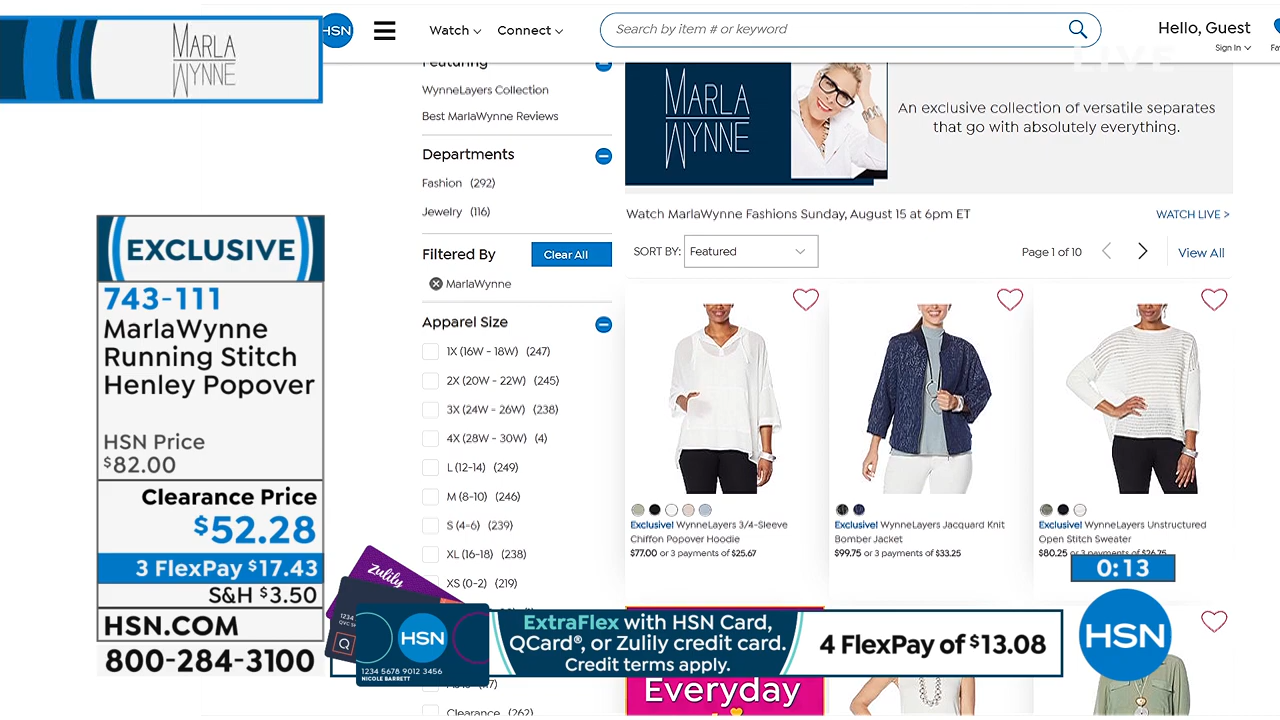 MARLA
WYNNE
HSN
Watch
Connect
Search by item # or keyword
Hello, Guest
Sign In
Fa
LIVE
Featuring
WynneLayers Collection
Best MarlaWynne Reviews
Departments
Fashion (292)
Jewelry (116)
Filtered By
Clear All
MarlaWynne
Apparel Size
1X (16W - 18W) (247)
2X (20W - 22W) (245)
3X (24W - 26W) (238)
4X (28W - 30W) (4)
L (12-14) (249)
M (8-10) (246)
S (4-6) (239)
XL (16-18) (238)
XS (0-2) (219)
Clearance (262)
MARLA
WYNNE
An exclusive collection of versatile separates
that go with absolutely everything.
Watch MarlaWynne Fashions Sunday, August 15 at 6pm ET
WATCH LIVE >
SORT BY:
Featured
Page 1 of 10
View All
Exclusive! WynneLayers 3/4-Sleeve
Chiffon Popover Hoodie
$77.00 or 3 payments of $25.67
Exclusive! WynneLayers Jacquard Knit
Bomber Jacket
$99.75 or 3 payments of $33.25
Exclusive! WynneLayers Unstructured
Open Stitch Sweater
$80.25 or 3 payments of $26.75
Everyday
EXCLUSIVE
743-111
MarlaWynne
Running Stitch
Henley Popover
HSN Price
$82.00
Clearance Price
$52.28
3 FlexPay $17.43
S&H $3.50
HSN.COM
800-284-3100
Zulily
1234
QVC
Q
HSN
1234 5678 9012 3456
NICOLE BARRETT
ExtraFlex with HSN Card,
QCard®, or Zulily credit card.
Credit terms apply.
4 FlexPay of $13.08
0:13
HSN